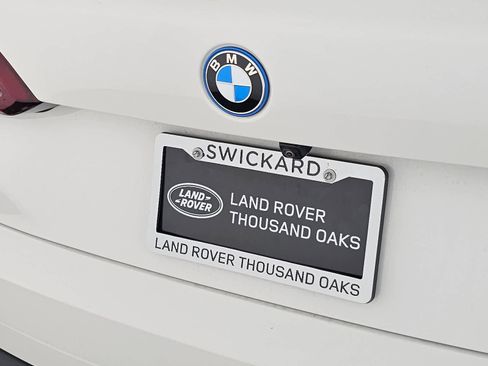 BMW
SWICKARD
LAND ROVER
LAND ROVER
THOUSAND OAKS
LAND ROVER THOUSAND OAKS